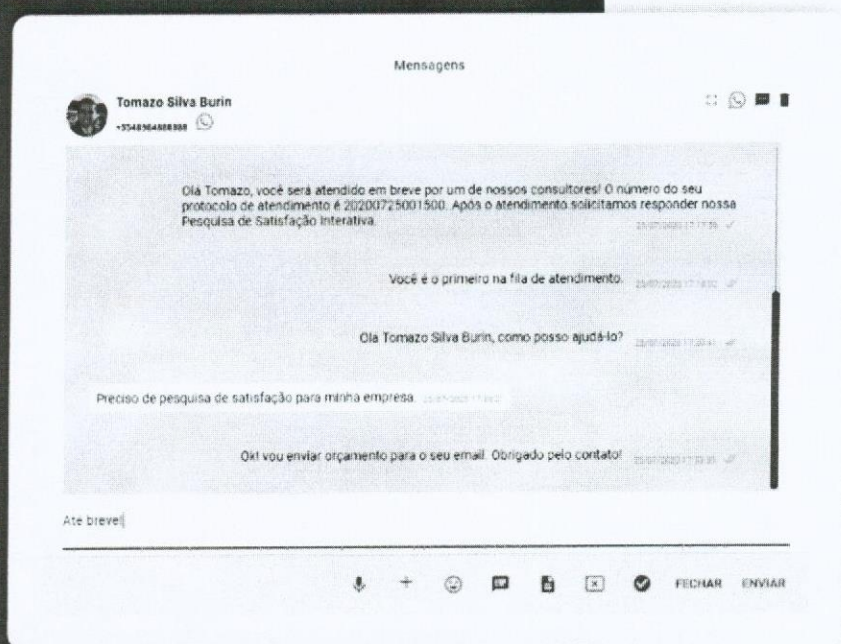 Mensagens
Tomazo Silva Burin
Olá Tomazo, você será atendido em breve por um de nossos consultores! O número do seu
protocolo de atendimento é 20200725001500. Após o atendimento solicitamos responder nossa
Pesquisa de Satisfação Interativa.
Você é o primeiro na fila de atendimento.
Ola Tomazo Silva Burin, como posso ajudá-lo?
Preciso de pesquisa de satisfação para minha empresa.
Ok! vou enviar orçamento para o seu email. Obrigado pelo contato!
Até breve!
FECHAR ENVIAR